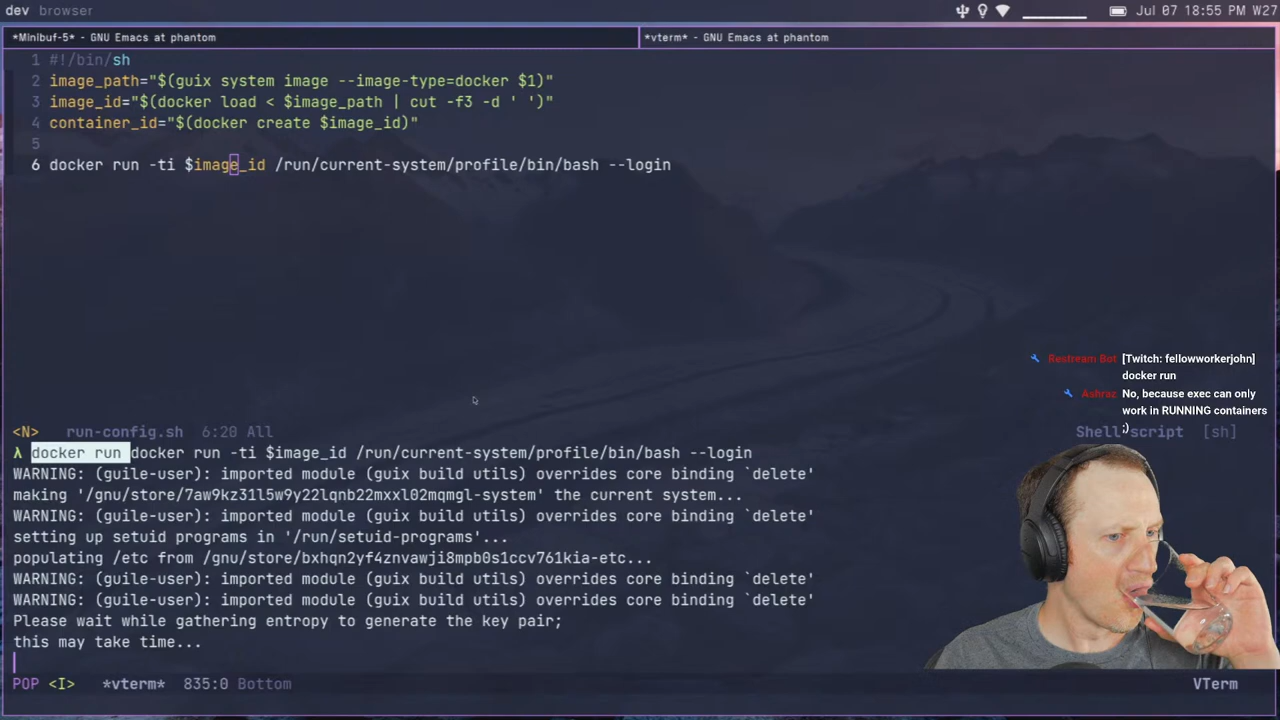 dev browser
Jul 07 18:55 PM W27
*Minibuf-5* - GNU Emacs at phantom
*vterm* - GNU Emacs at phantom
1 #!/bin/sh
2 image_path="$(guix system image --image-type=docker $1)"
3 image_id="$(docker load < $image_path | cut -f3 -d ' ')"
4 container_id="$(docker create $image_id)"
5
6 docker run -ti $image_id /run/current-system/profile/bin/bash --login
Restream Bot [Twitch: fellowworkerjohn]
docker run
Ashraz No, because exec can only
work in RUNNING containers
;)
<N> run-config.sh 6:20 All Shell-script [sh]
λ docker run docker run -ti $image_id /run/current-system/profile/bin/bash --login
WARNING: (guile-user): imported module (guix build utils) overrides core binding `delete'
making '/gnu/store/7aw9kz31l5w9y22lqnb22mxxl02mqmgl-system' the current system...
WARNING: (guile-user): imported module (guix build utils) overrides core binding `delete'
setting up setuid programs in '/run/setuid-programs'...
populating /etc from /gnu/store/bxhqn2yf4znvawji8mpb0s1ccv761kia-etc...
WARNING: (guile-user): imported module (guix build utils) overrides core binding `delete'
WARNING: (guile-user): imported module (guix build utils) overrides core binding `delete'
Please wait while gathering entropy to generate the key pair;
this may take time...
POP <I> *vterm* 835:0 Bottom VTerm